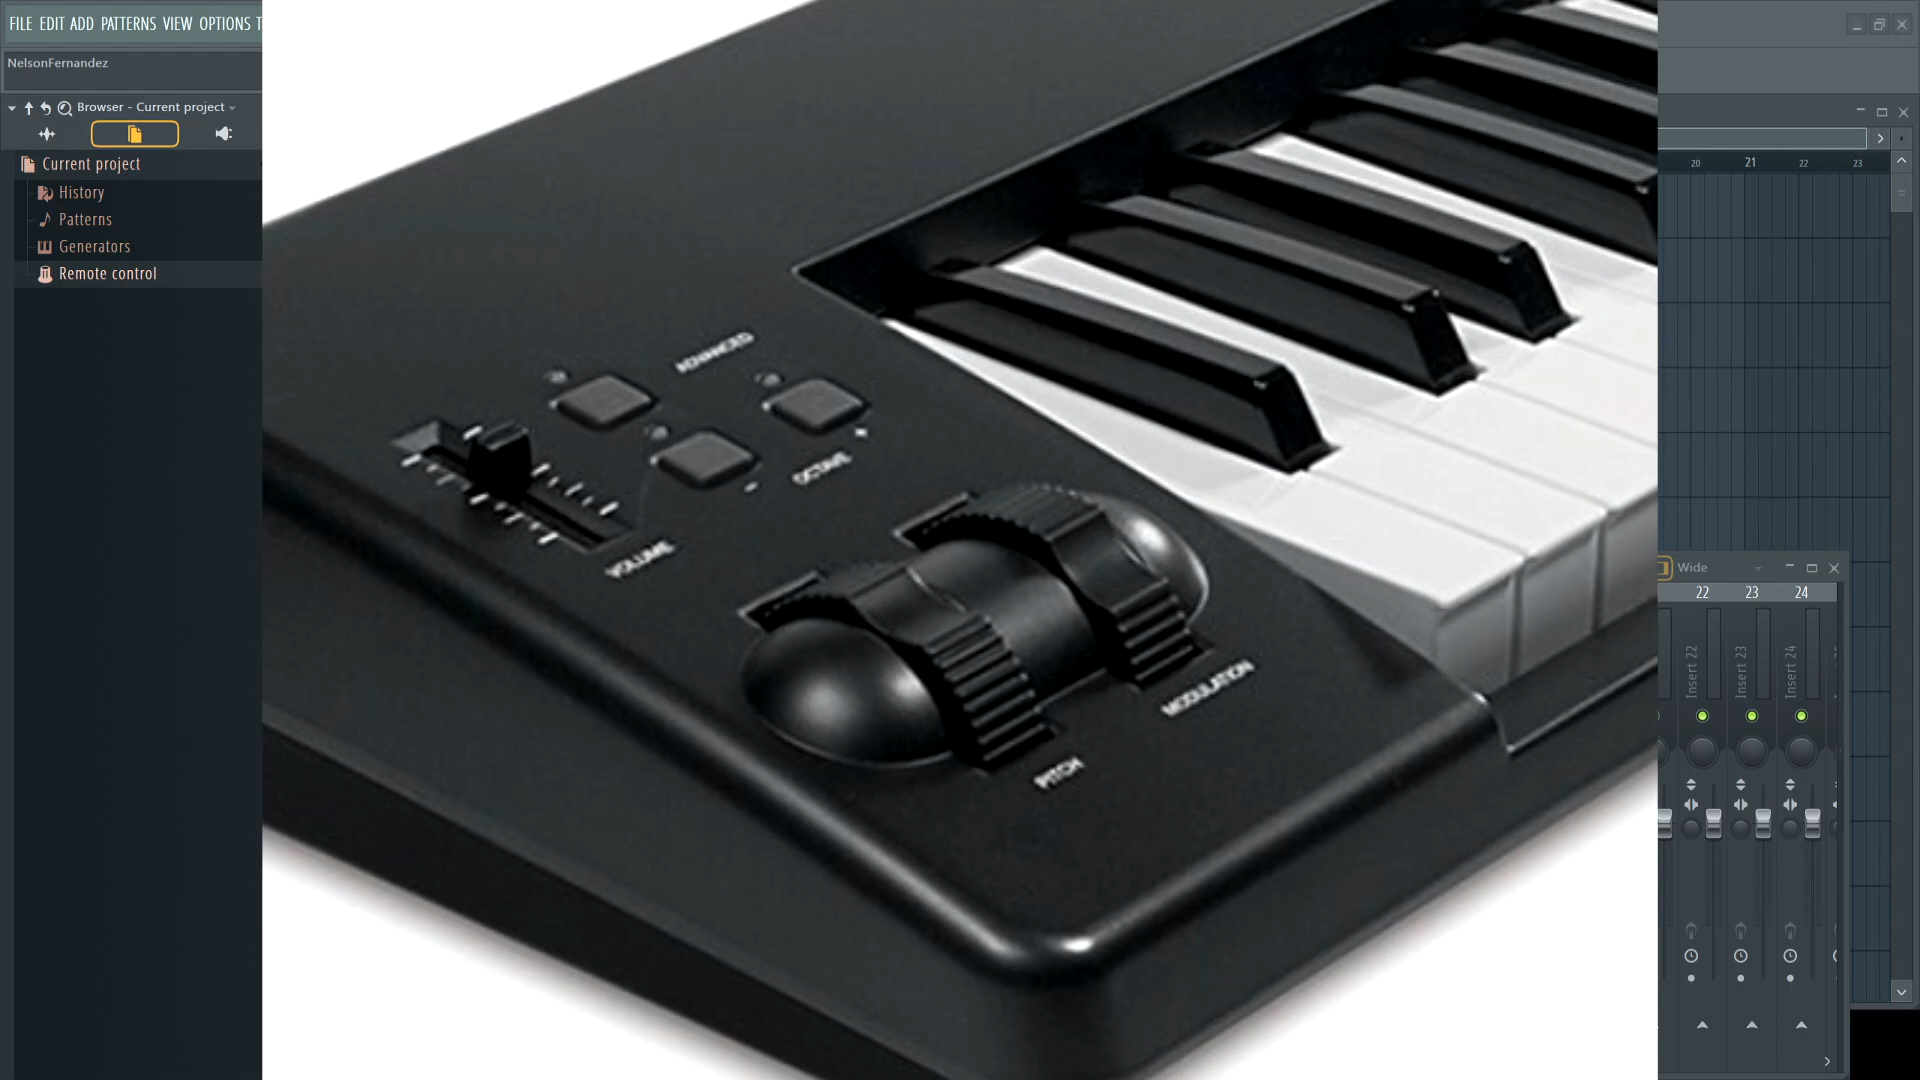 FILE EDIT ADD PATTERNS VIEW OPTIONS T
NelsonFernandez
Browser - Current project
Current project
History
Patterns
Generators
Remote control
ADVANCED
OCTAVE
+
-
VOLUME
MODULATION
PITCH
20 21 22 23
Wide
22 23 24
Insert 22
Insert 23
Insert 24